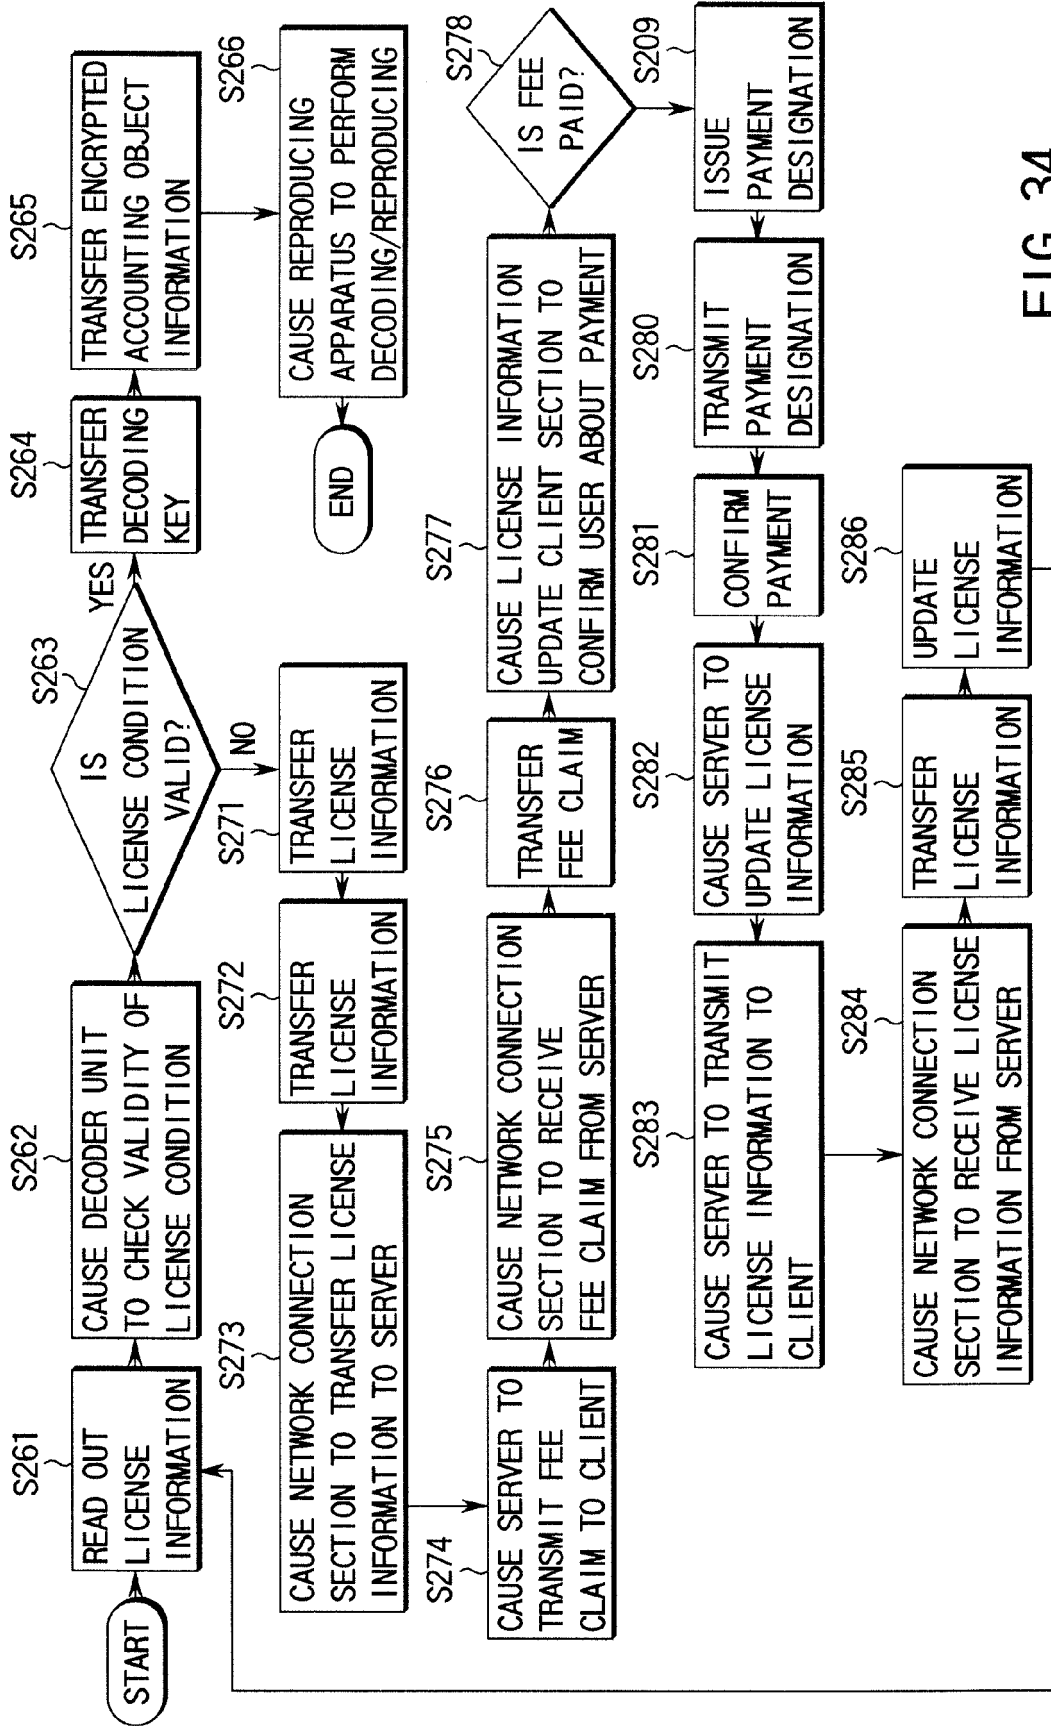 START
S261
READ OUT
LICENSE
INFORMATION
S262
CAUSE DECODER UNIT
TO CHECK VALIDITY OF
LICENSE CONDITION
S263
IS
LICENSE CONDITION
VALID?
YES
NO
S264
TRANSFER
DECODING
KEY
S265
TRANSFER ENCRYPTED
ACCOUNTING OBJECT
INFORMATION
S266
CAUSE REPRODUCING
APPARATUS TO PERFORM
DECODING/REPRODUCING
END
S271
TRANSFER
LICENSE
INFORMATION
S272
TRANSFER
LICENSE
INFORMATION
S273
CAUSE NETWORK CONNECTION
SECTION TO TRANSFER LICENSE
INFORMATION TO SERVER
S274
CAUSE SERVER TO
TRANSMIT FEE
CLAIM TO CLIENT
S275
CAUSE NETWORK CONNECTION
SECTION TO RECEIVE
FEE CLAIM FROM SERVER
S276
TRANSFER
FEE CLAIM
S277
CAUSE LICENSE INFORMATION
UPDATE CLIENT SECTION TO
CONFIRM USER ABOUT PAYMENT
S278
IS FEE
PAID?
S209
ISSUE
PAYMENT
DESIGNATION
S280
TRANSMIT
PAYMENT
DESIGNATION
S281
CONFIRM
PAYMENT
S282
CAUSE SERVER TO
UPDATE LICENSE
INFORMATION
S283
CAUSE SERVER TO TRANSMIT
LICENSE INFORMATION TO
CLIENT
S284
CAUSE NETWORK CONNECTION
SECTION TO RECEIVE LICENSE
INFORMATION FROM SERVER
S285
TRANSFER
LICENSE
INFORMATION
S286
UPDATE
LICENSE
INFORMATION
FIG. 34